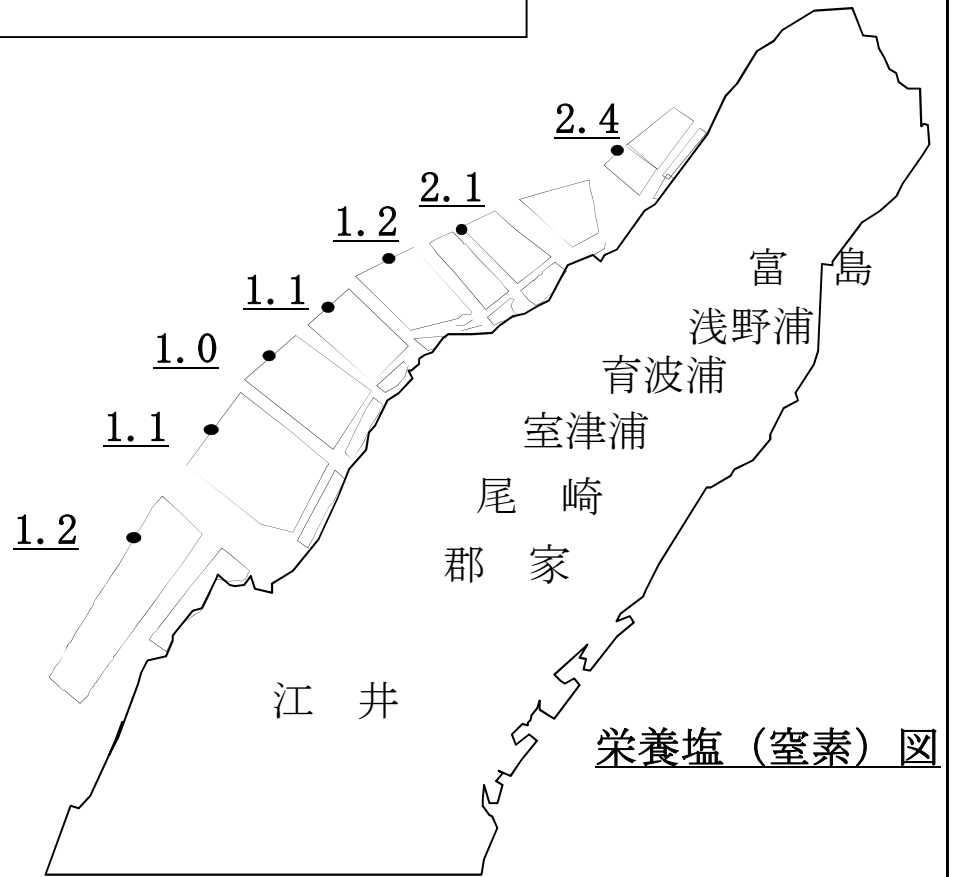 2.4
2.1
1.2
1.1
1.0
1.1
1.2
富 島
浅野浦
育波浦
室津浦
尾 崎
郡 家
江 井
栄養塩（窒素）図